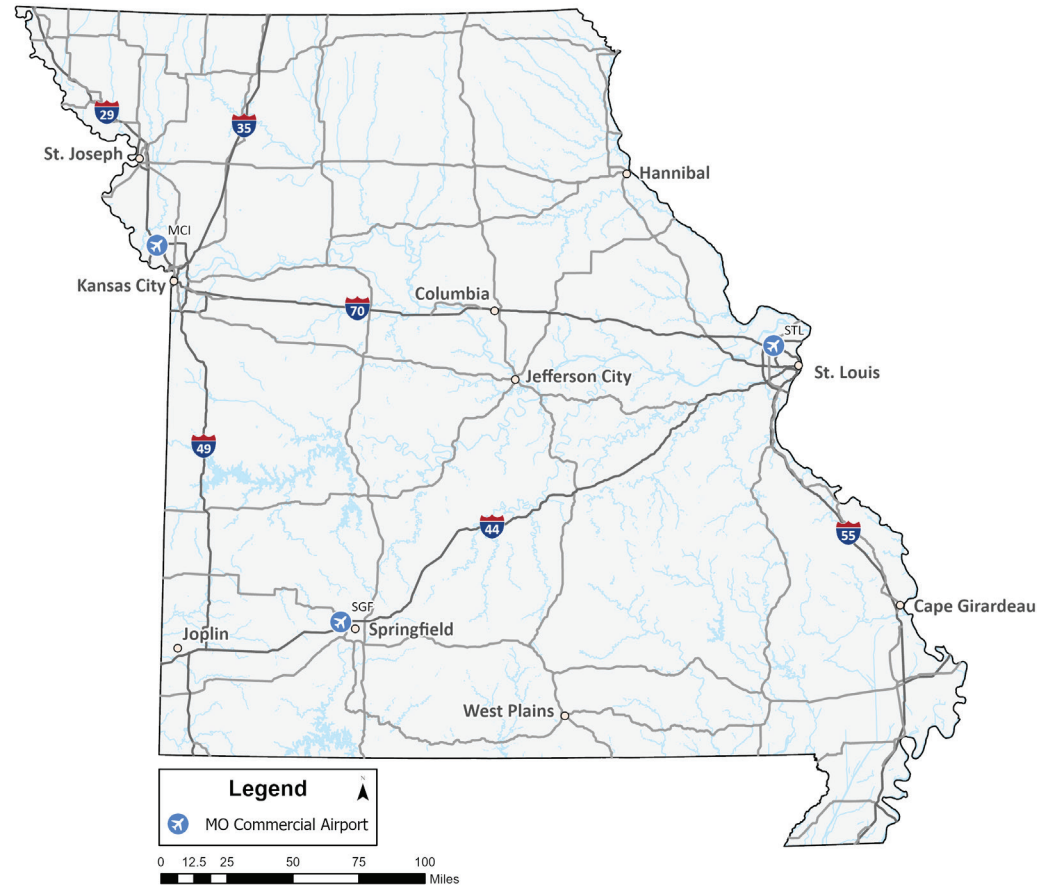 29
35
St. Joseph
Hannibal
MCI
Kansas City
Columbia
70
STL
St. Louis
Jefferson City
49
44
55
SGF
Cape Girardeau
Joplin
Springfield
West Plains
Legend
N
MO Commercial Airport
0 12.5 25 50 75 100
Miles